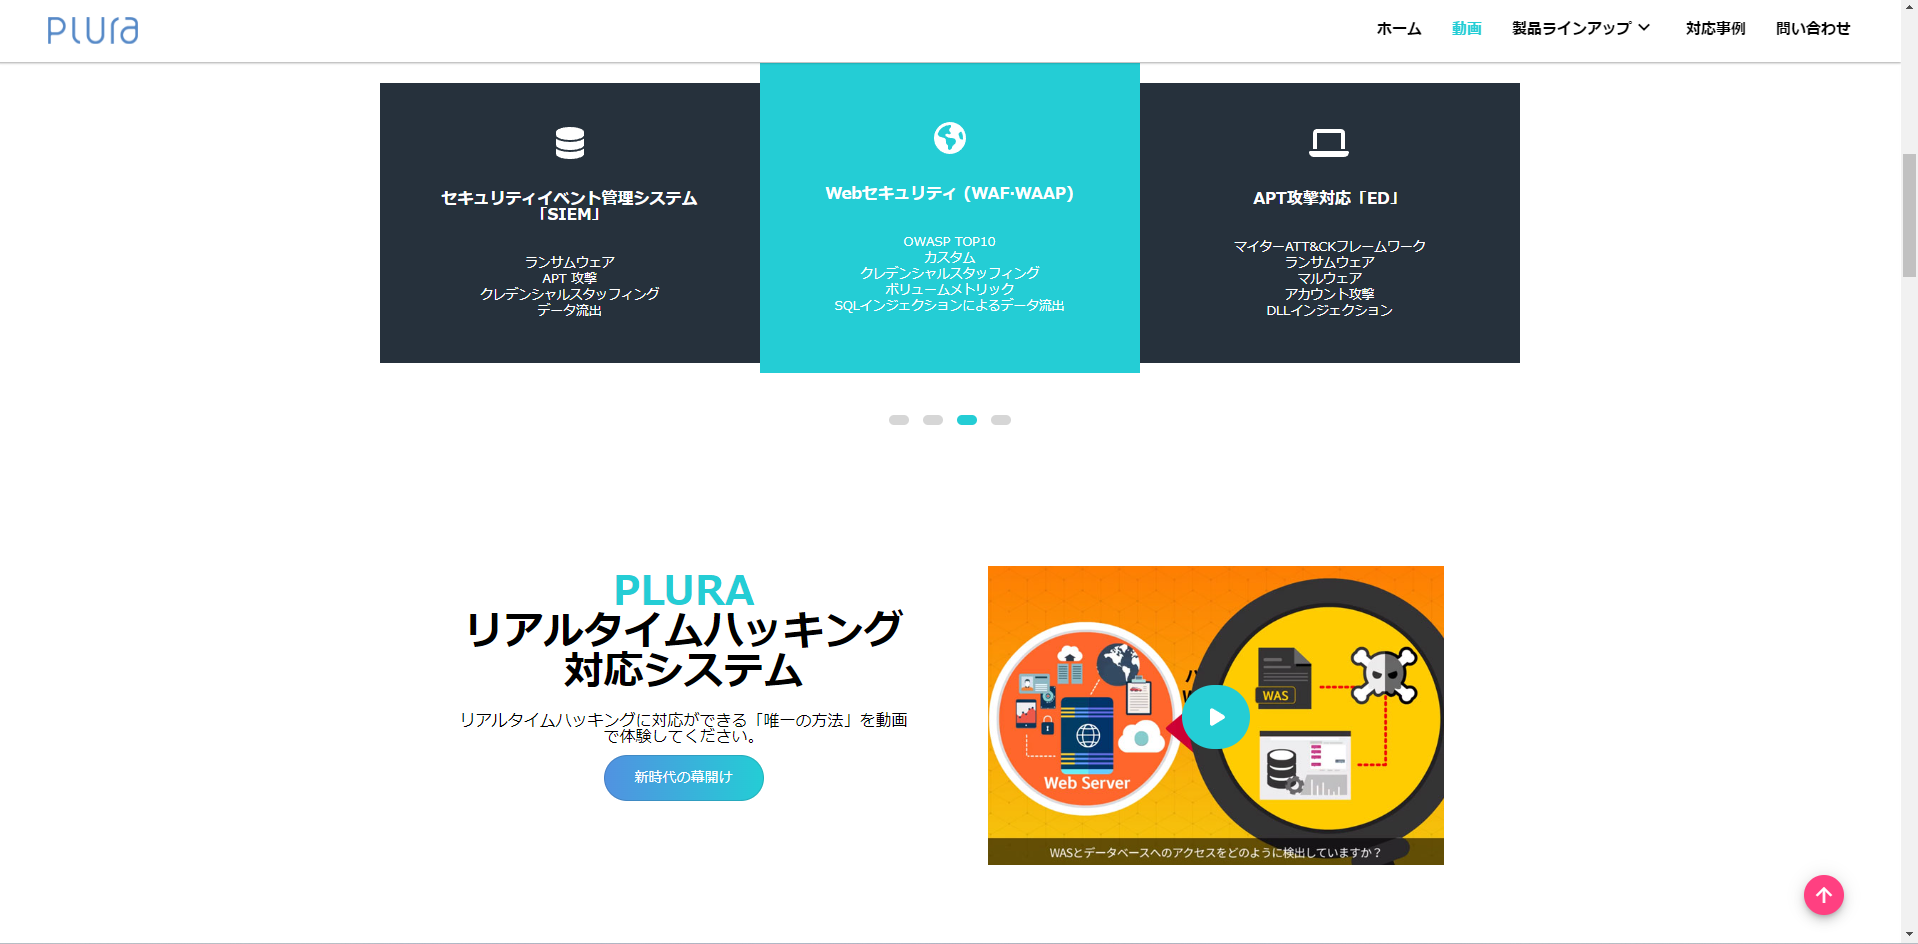 PLURA
ホーム
動画
製品ラインアップ
対応事例
問い合わせ
セキュリティイベント管理システム
「SIEM」
ランサムウェア
APT 攻撃
クレデンシャルスタッフィング
データ流出
Webセキュリティ (WAF·WAAP)
OWASP TOP10
カスタム
クレデンシャルスタッフィング
ボリュームメトリック
SQLインジェクションによるデータ流出
APT攻撃対応「ED」
マイターATT&CKフレームワーク
ランサムウェア
マルウェア
アカウント攻撃
DLLインジェクション
PLURA
リアルタイムハッキング
対応システム
リアルタイムハッキングに対応ができる「唯一の方法」を動画
で体験してください。
新時代の幕開け
WAS
Web Server
WASとデータベースへのアクセスをどのように検出していますか？